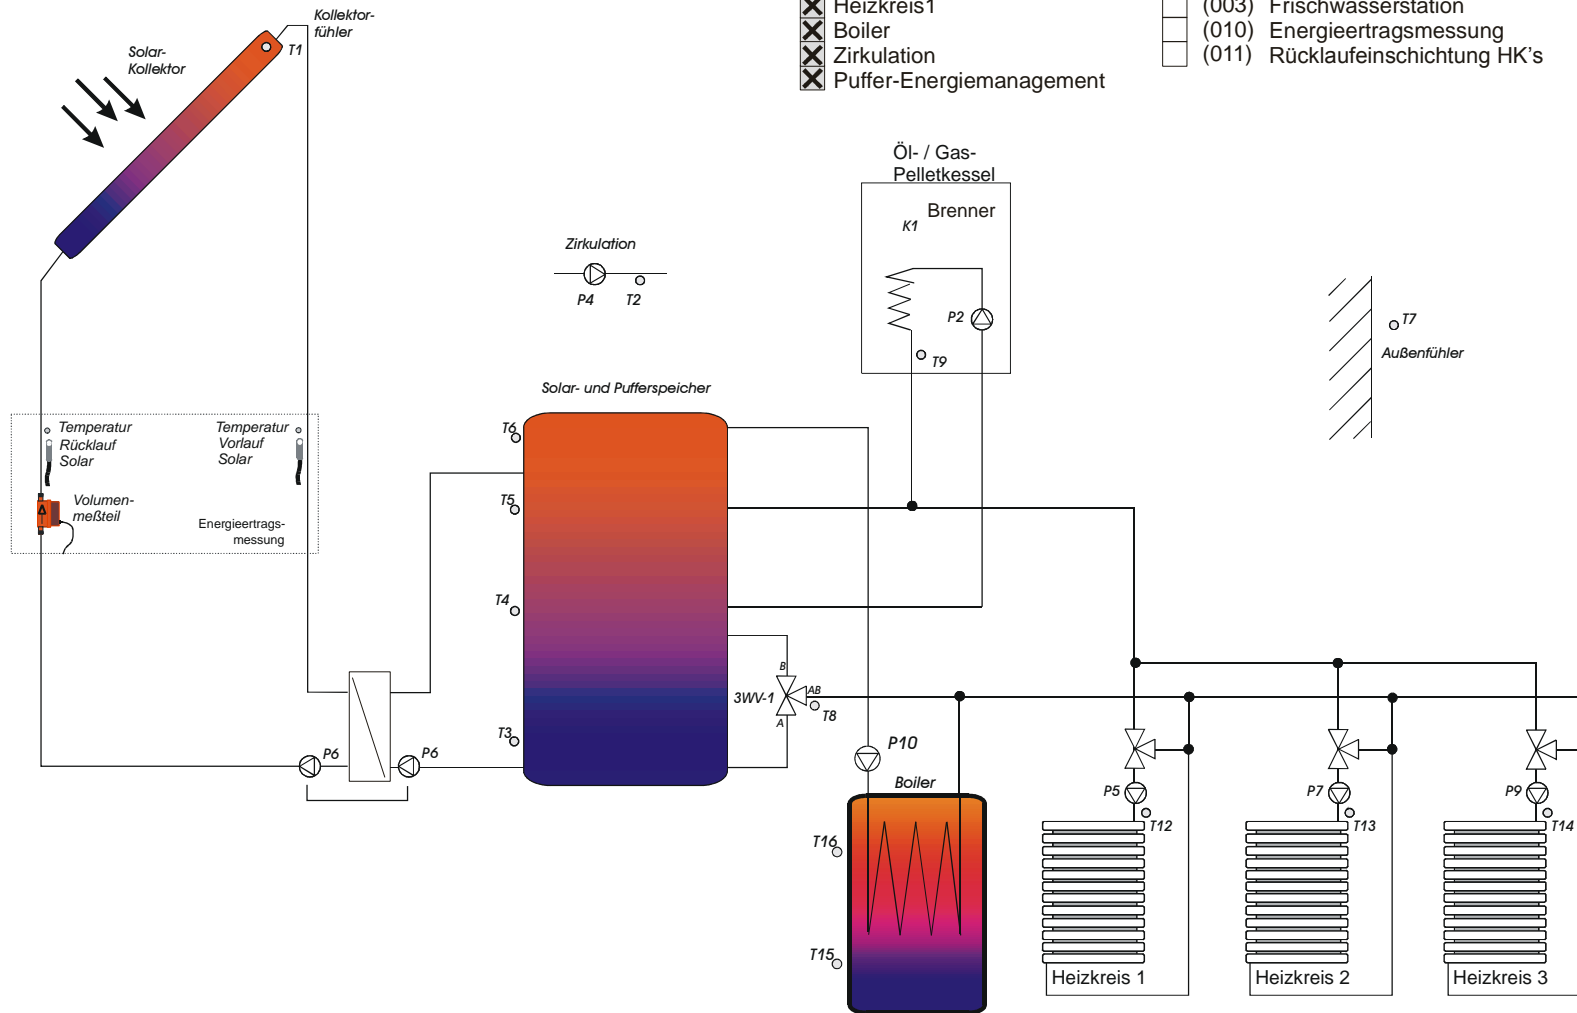 Heizkreis1
Boiler
Zirkulation
Puffer-Energiemanagement
(003) Frischwasserstation
(010) Energieertragsmessung
(011) Rücklaufeinschichtung HK's
Kollektor-
fühler
T1
Solar-
Kollektor
Öl- / Gas-
Pelletkessel
Brenner
K1
P2
T9
Zirkulation
P4
T2
T7
Außenfühler
Solar- und Pufferspeicher
T6
T5
T4
T3
Temperatur
Rücklauf
Solar
Temperatur
Vorlauf
Solar
Volumen-
meßteil
Energieertrags-
messung
P6
P6
B
3WV-1
AB
A
T8
P10
Boiler
T16
T15
P5
T12
P7
T13
P9
T14
Heizkreis 1
Heizkreis 2
Heizkreis 3